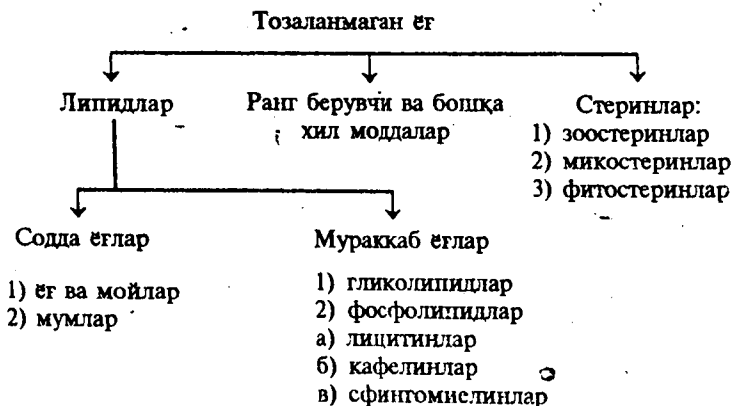 Тозаланмаган ёғ
Липидлар
Ранг берувчи ва бошқа
хил моддалар
Стеринлар:
1) зоостеринлар
2) микостеринлар
3) фитостеринлар
Содда ёғлар
1) ёғ ва мойлар
2) мумлар
Мураккаб ёғлар
1) гликолипидлар
2) фосфолипидлар
а) лицитинлар
б) кафелинлар
в) сфингомиелинлар